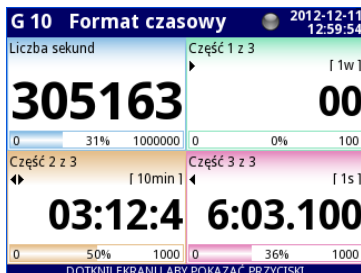 G 10 Format czasowy 2012-12-11
12:59:54
Liczba sekund Część 1 z 3
[ 1w ]
305163 00
0 31% 1000000 0 0% 100
Część 2 z 3 Część 3 z 3
[ 10min ] [ 1s ]
03:12:4 6:03.100
0 50% 1000 0 36% 1000
DOTKNIJ EKRANU ABY POKAZAĆ PRZYCISKI